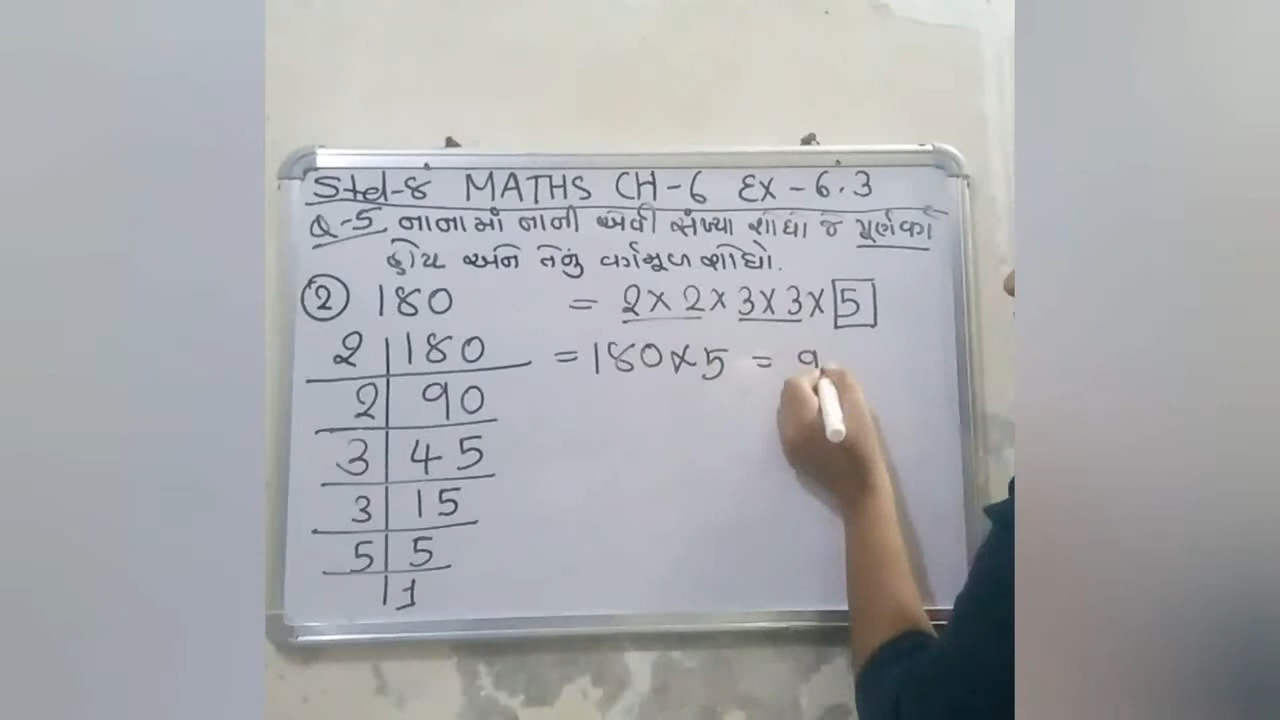 Std-8 MATHS CH-6 EX-6.3
Q-5 નાનામાં નાની એવી સંખ્યા શોધો જે પૂર્ણવર્ગ
હોય અને તેનું વર્ગમૂળ શોધો.
② 180 = 2×2×3×3×5
2 180 = 180×5 = 9
2 90
3 45
3 15
5 5
1